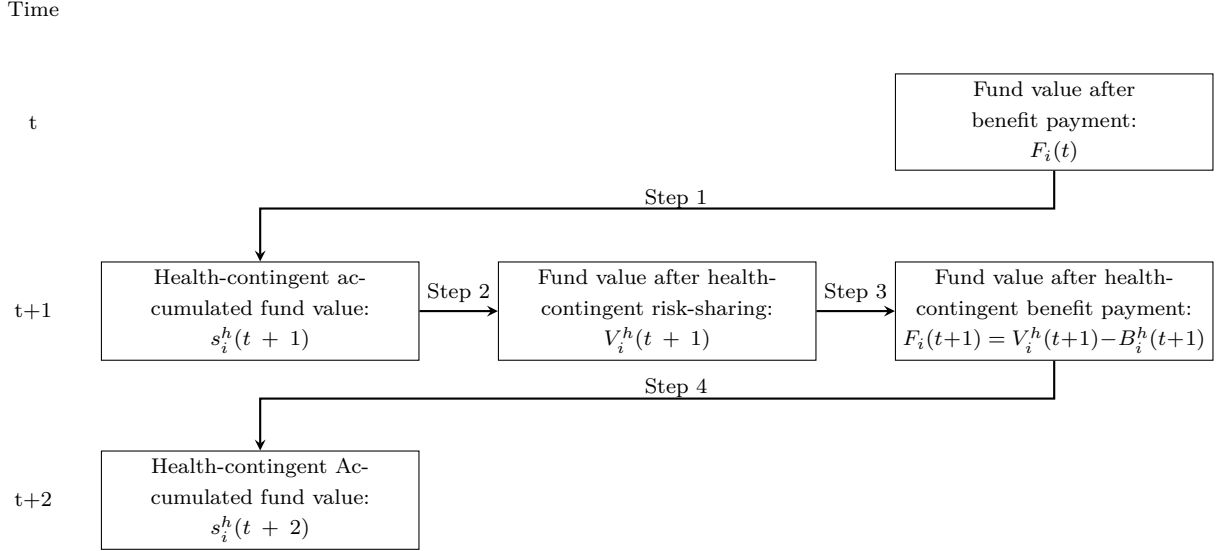 Time
t
Fund value after
benefit payment:
F_i(t)
Step 1
t+1
Health-contingent ac-
cumulated fund value:
s_i^h(t + 1)
Step 2
Fund value after health-
contingent risk-sharing:
V_i^h(t + 1)
Step 3
Fund value after health-
contingent benefit payment:
F_i(t+1) = V_i^h(t+1)−B_i^h(t+1)
Step 4
t+2
Health-contingent Ac-
cumulated fund value:
s_i^h(t + 2)